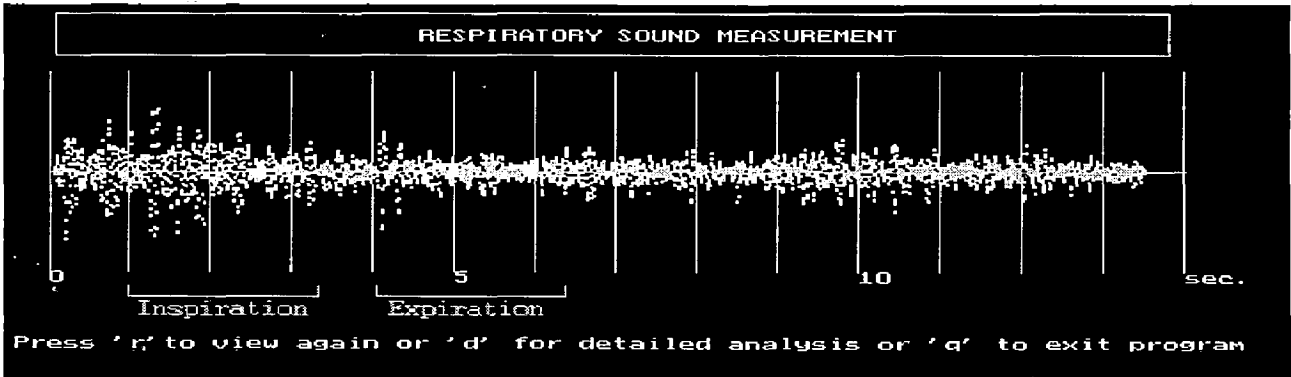 RESPIRATORY SOUND MEASUREMENT
0 5 10 sec.
Inspiration Expiration
Press 'r' to view again or 'd' for detailed analysis or 'q' to exit program